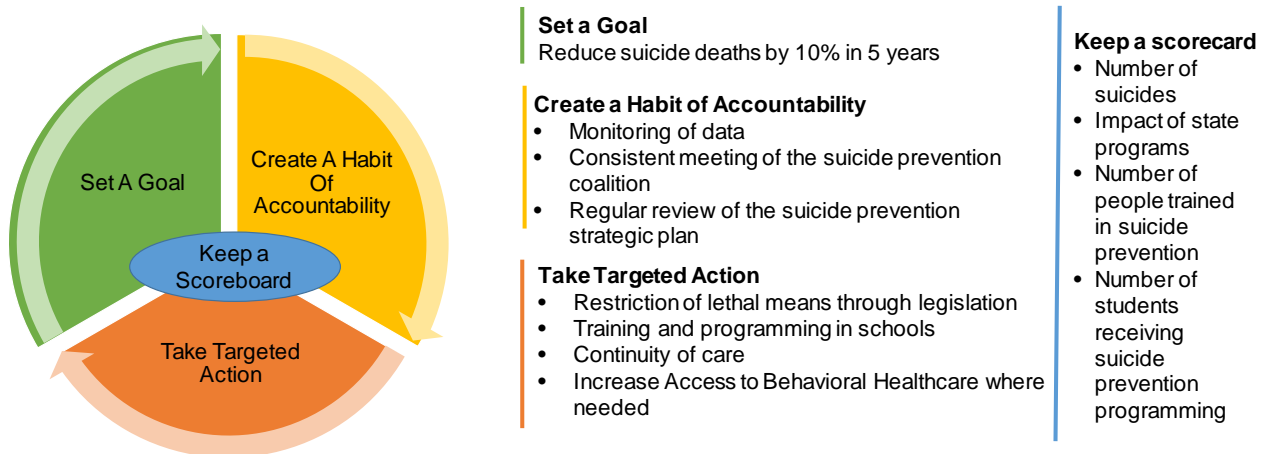 Set A Goal
Create A Habit
Of
Accountability
Keep a
Scoreboard
Take Targeted
Action
Set a Goal
Reduce suicide deaths by 10% in 5 years
Create a Habit of Accountability
• Monitoring of data
• Consistent meeting of the suicide prevention
coalition
• Regular review of the suicide prevention
strategic plan
Take Targeted Action
• Restriction of lethal means through legislation
• Training and programming in schools
• Continuity of care
• Increase Access to Behavioral Healthcare where
needed
Keep a scorecard
• Number of
suicides
• Impact of state
programs
• Number of
people trained
in suicide
prevention
• Number of
students
receiving
suicide
prevention
programming